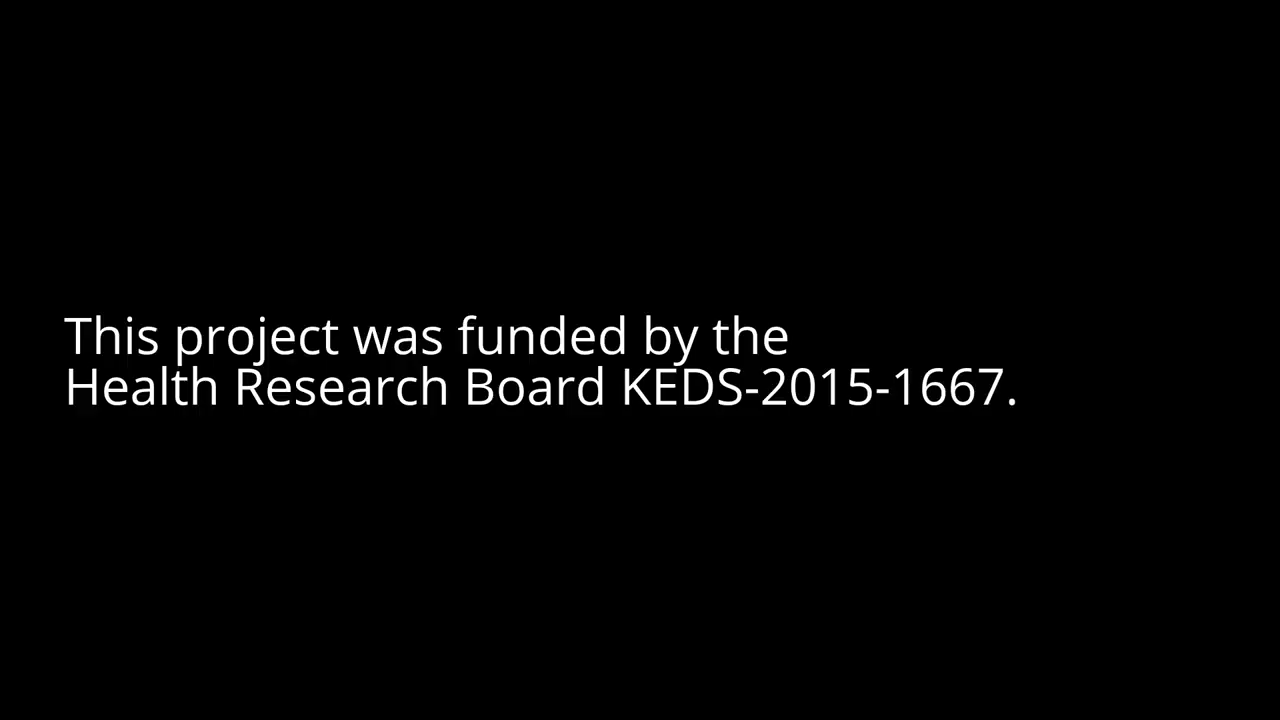 This project was funded by the
Health Research Board KEDS-2015-1667.